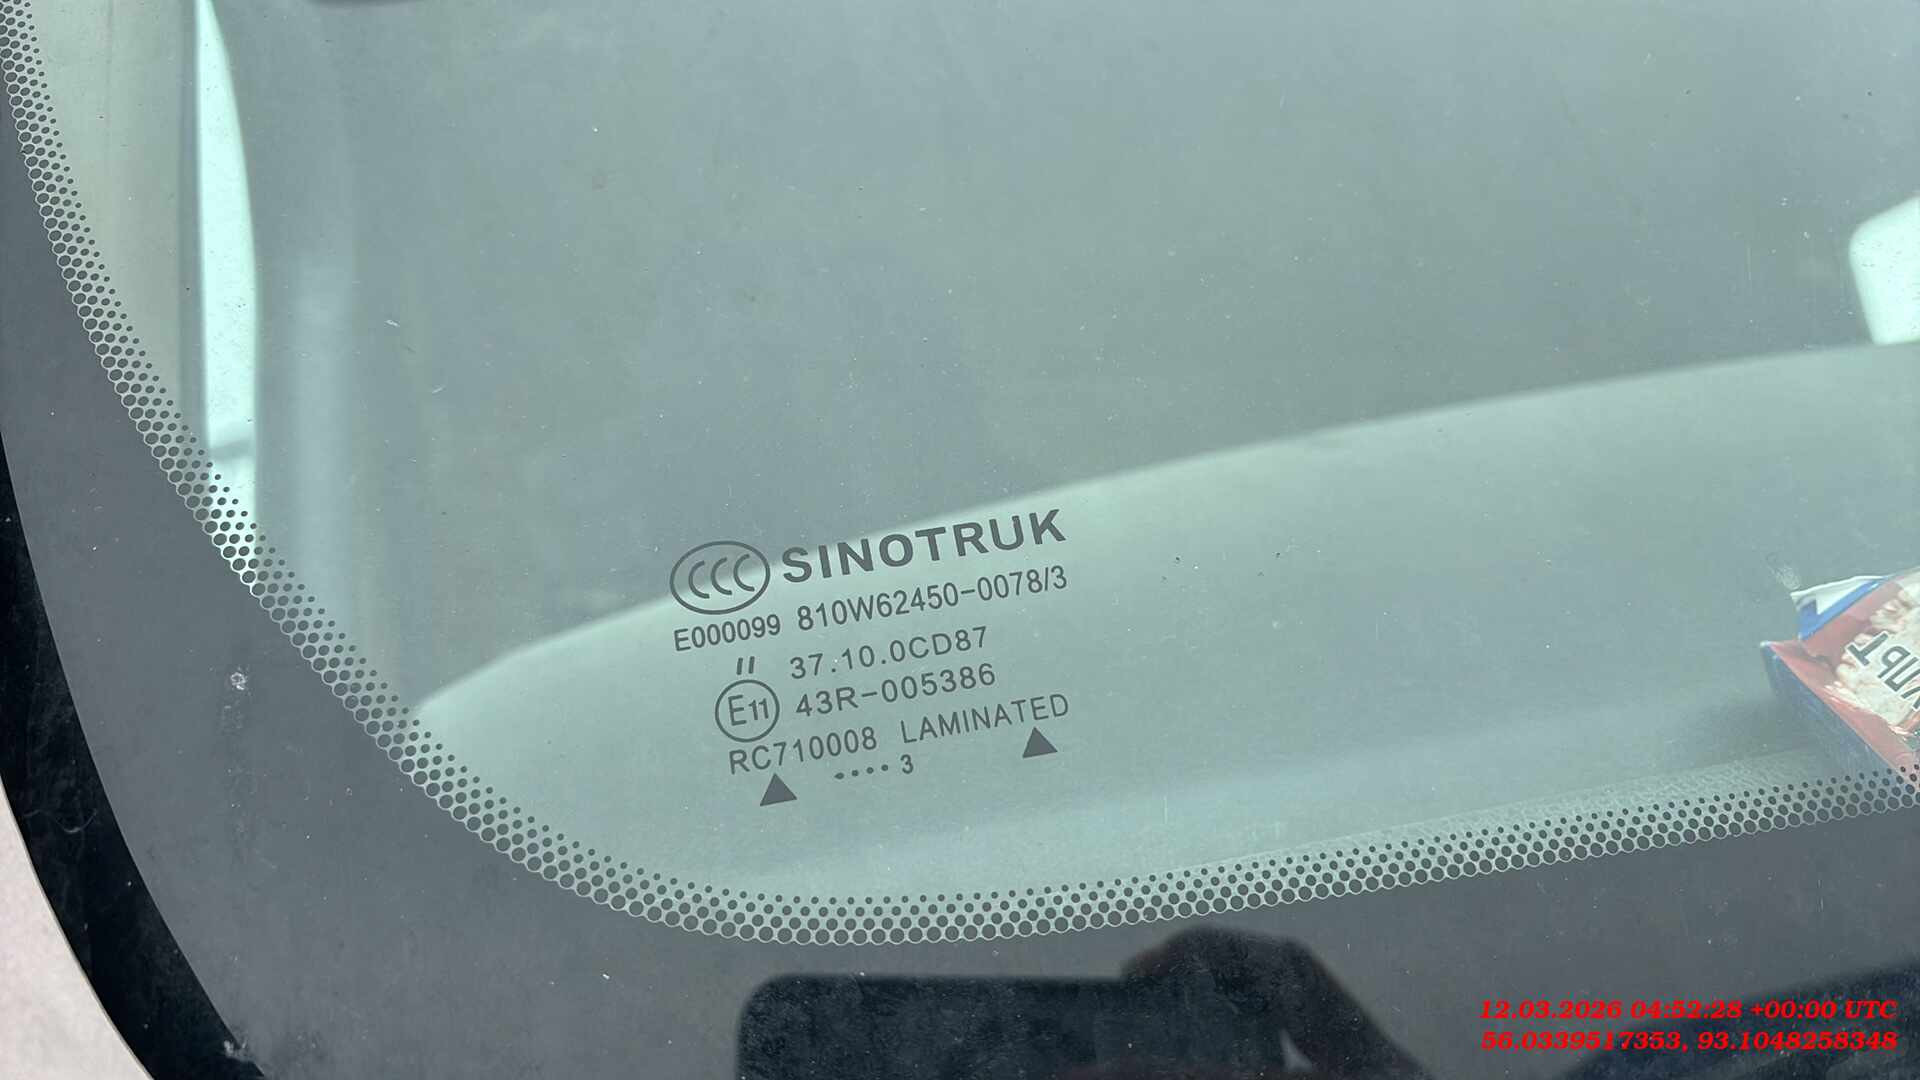 CCC SINOTRUK
E000099 810W62450-0078/3
II 37.10.0CD87
E11 43R-005386
RC710008 LAMINATED
▲ •••• 3 ▲
12.03.2026 04:52:28 +00:00 UTC
56.0339517353, 93.1048258348